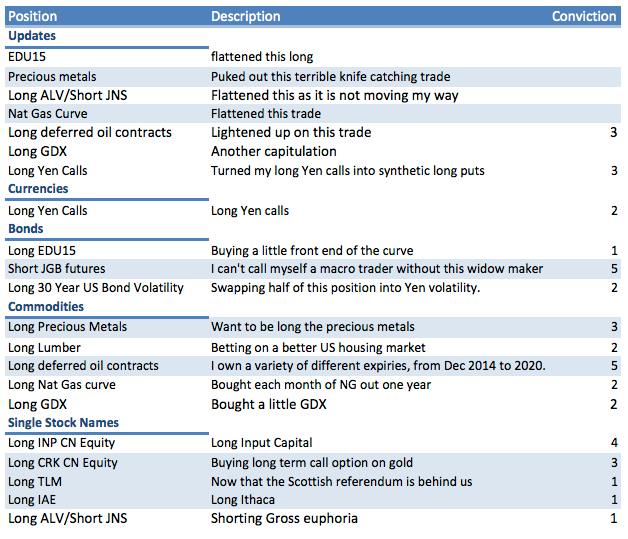 Position Description Conviction
Updates
EDU15 flattened this long
Precious metals Puked out this terrible knife catching trade
Long ALV/Short JNS Flattened this as it is not moving my way
Nat Gas Curve Flattened this trade
Long deferred oil contracts Lightened up on this trade 3
Long GDX Another capitulation
Long Yen Calls Turned my long Yen calls into synthetic long puts 3
Currencies
Long Yen Calls Long Yen calls 2
Bonds
Long EDU15 Buying a little front end of the curve 1
Short JGB futures I can't call myself a macro trader without this widow maker 5
Long 30 Year US Bond Volatility Swapping half of this position into Yen volatility. 2
Commodities
Long Precious Metals Want to be long the precious metals 3
Long Lumber Betting on a better US housing market 2
Long deferred oil contracts I own a variety of different expiries, from Dec 2014 to 2020. 5
Long Nat Gas curve Bought each month of NG out one year 2
Long GDX Bought a little GDX 2
Single Stock Names
Long INP CN Equity Long Input Capital 4
Long CRK CN Equity Buying long term call option on gold 3
Long TLM Now that the Scottish referendum is behind us 1
Long IAE Long Ithaca 1
Long ALV/Short JNS Shorting Gross euphoria 1